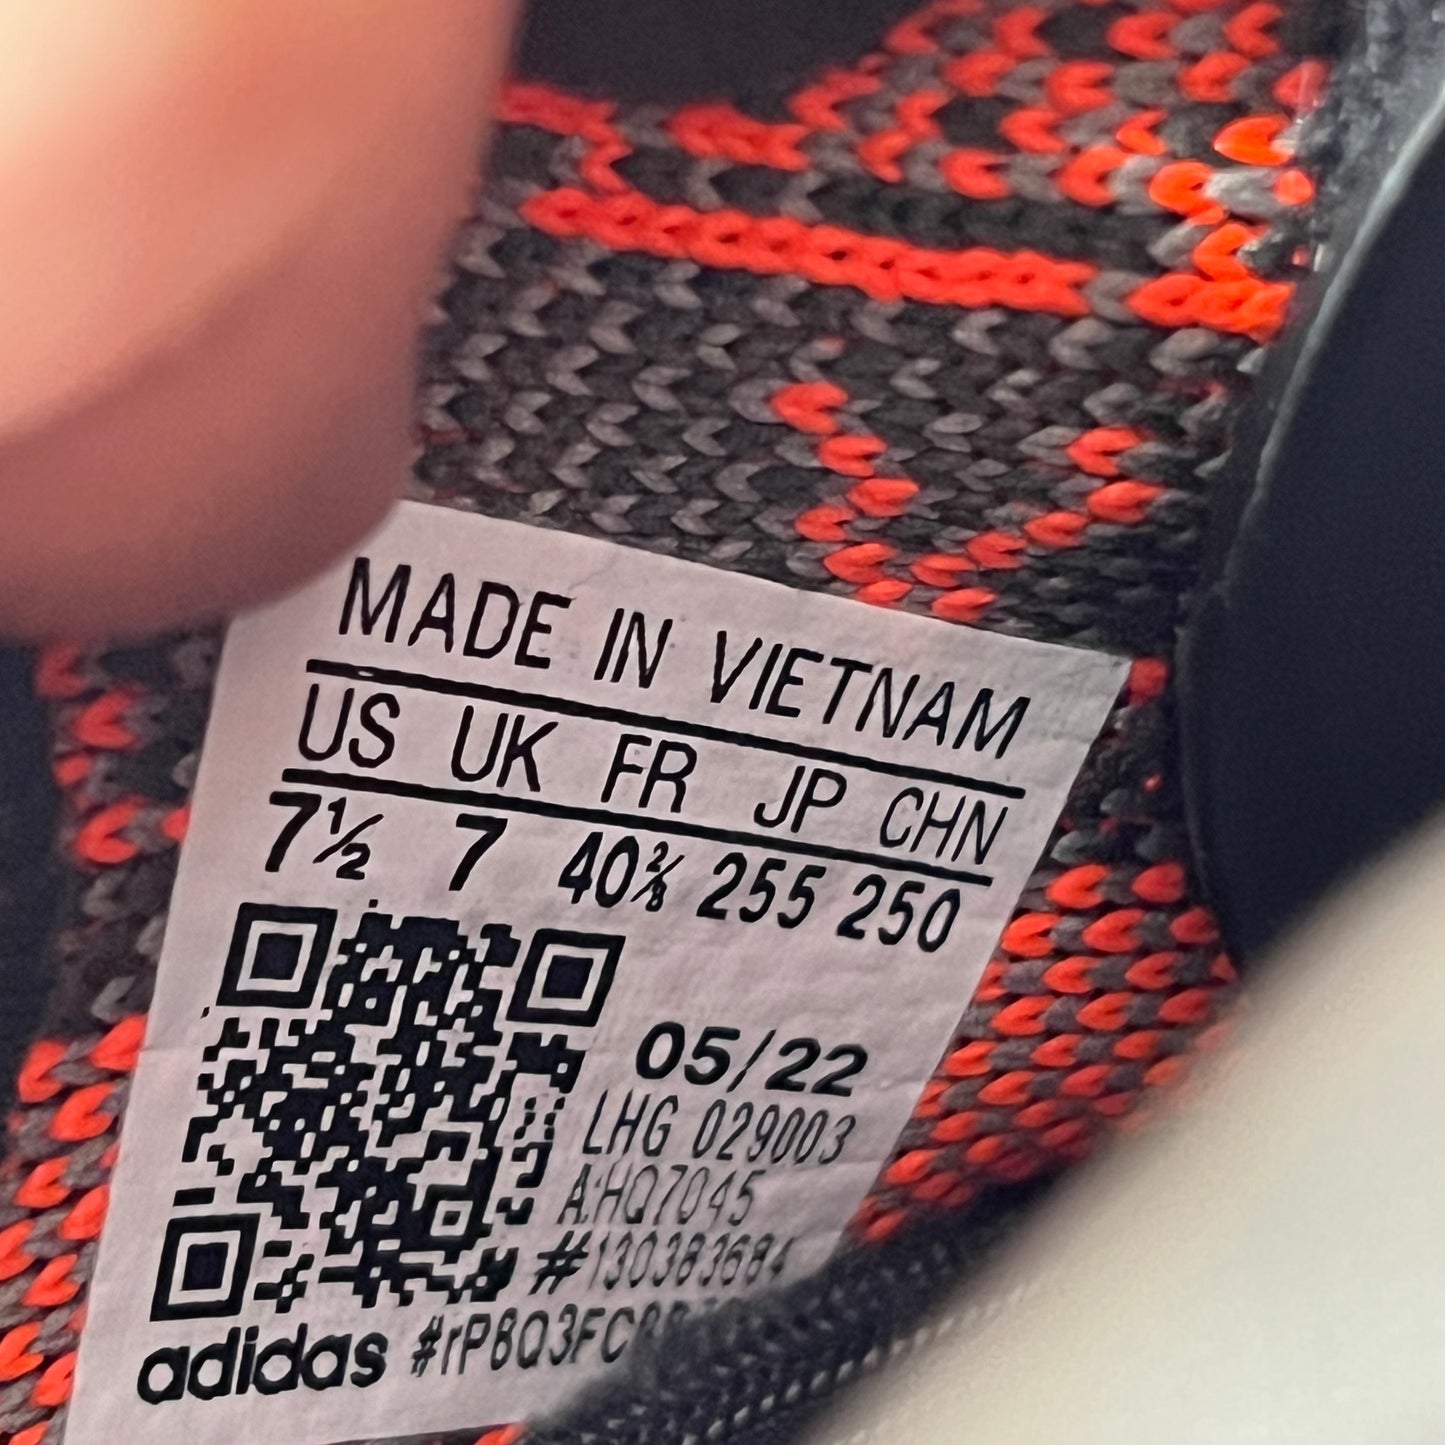 MADE IN VIETNAM
US UK FR JP CHN
7½ 7 40⅔ 255 250
05/22
LHG 029003
A:HQ7045
#130383684
adidas